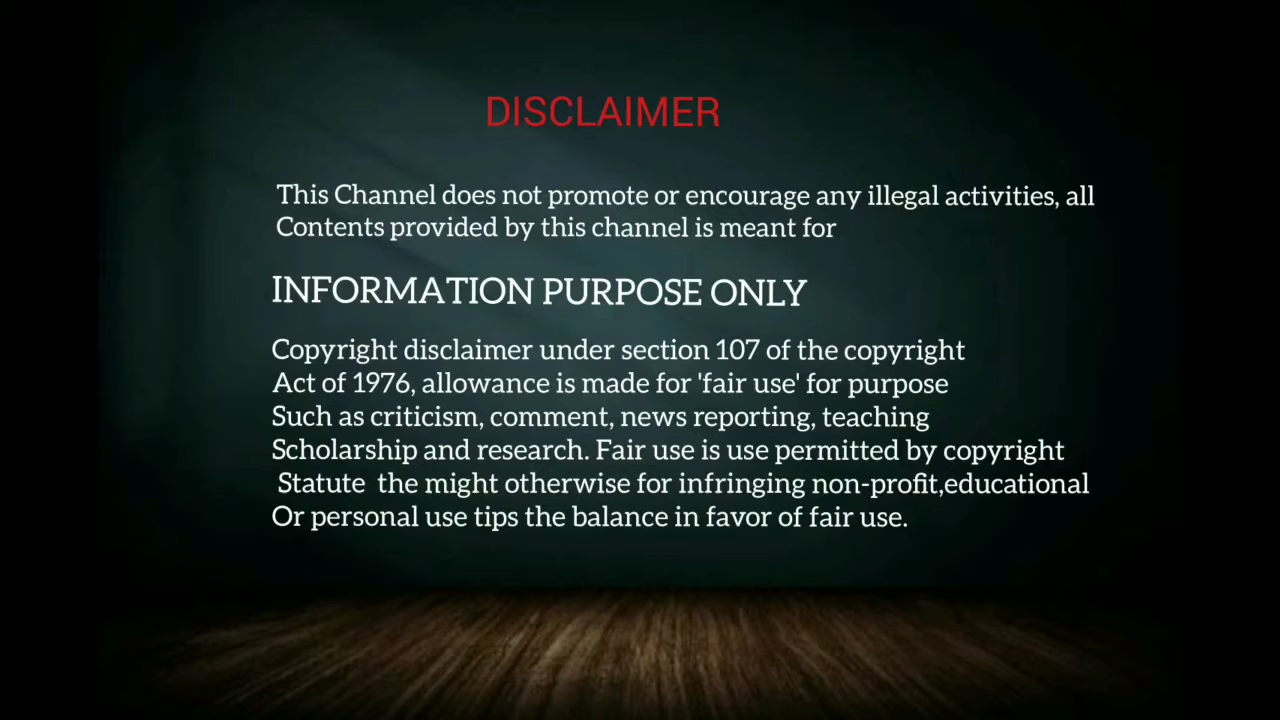 DISCLAIMER
This Channel does not promote or encourage any illegal activities, all
Contents provided by this channel is meant for
INFORMATION PURPOSE ONLY
Copyright disclaimer under section 107 of the copyright
Act of 1976, allowance is made for 'fair use' for purpose
Such as criticism, comment, news reporting, teaching
Scholarship and research. Fair use is use permitted by copyright
Statute the might otherwise for infringing non-profit,educational
Or personal use tips the balance in favor of fair use.